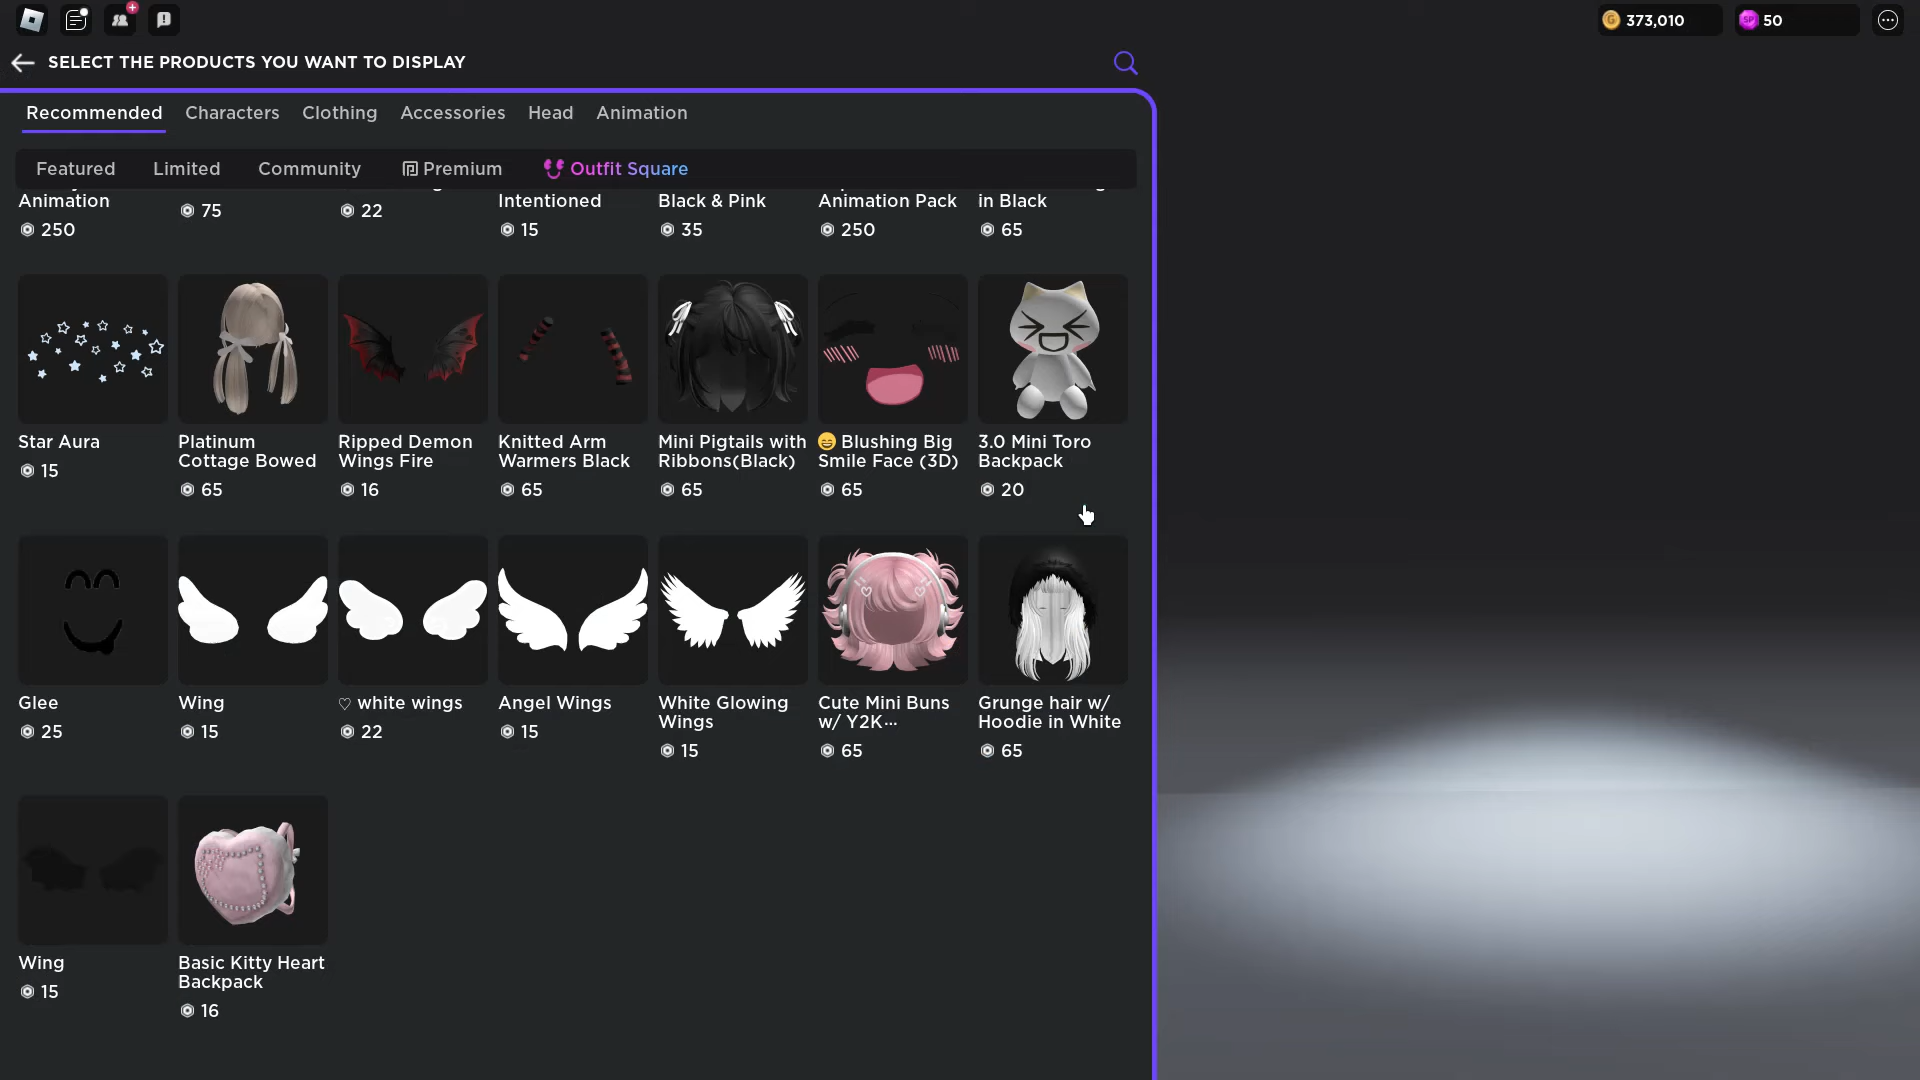 373,010
50
SELECT THE PRODUCTS YOU WANT TO DISPLAY
Recommended Characters Clothing Accessories Head Animation
Featured Limited Community Premium Outfit Square
Animation
250
75
22
Intentioned
15
Black & Pink
35
Animation Pack
250
in Black
65
Star Aura
15
Platinum
Cottage Bowed
65
Ripped Demon
Wings Fire
16
Knitted Arm
Warmers Black
65
Mini Pigtails with
Ribbons(Black)
65
😄 Blushing Big
Smile Face (3D)
65
3.0 Mini Toro
Backpack
20
Glee
25
Wing
15
♡ white wings
22
Angel Wings
15
White Glowing
Wings
15
Cute Mini Buns
w/ Y2K···
65
Grunge hair w/
Hoodie in White
65
Wing
15
Basic Kitty Heart
Backpack
16